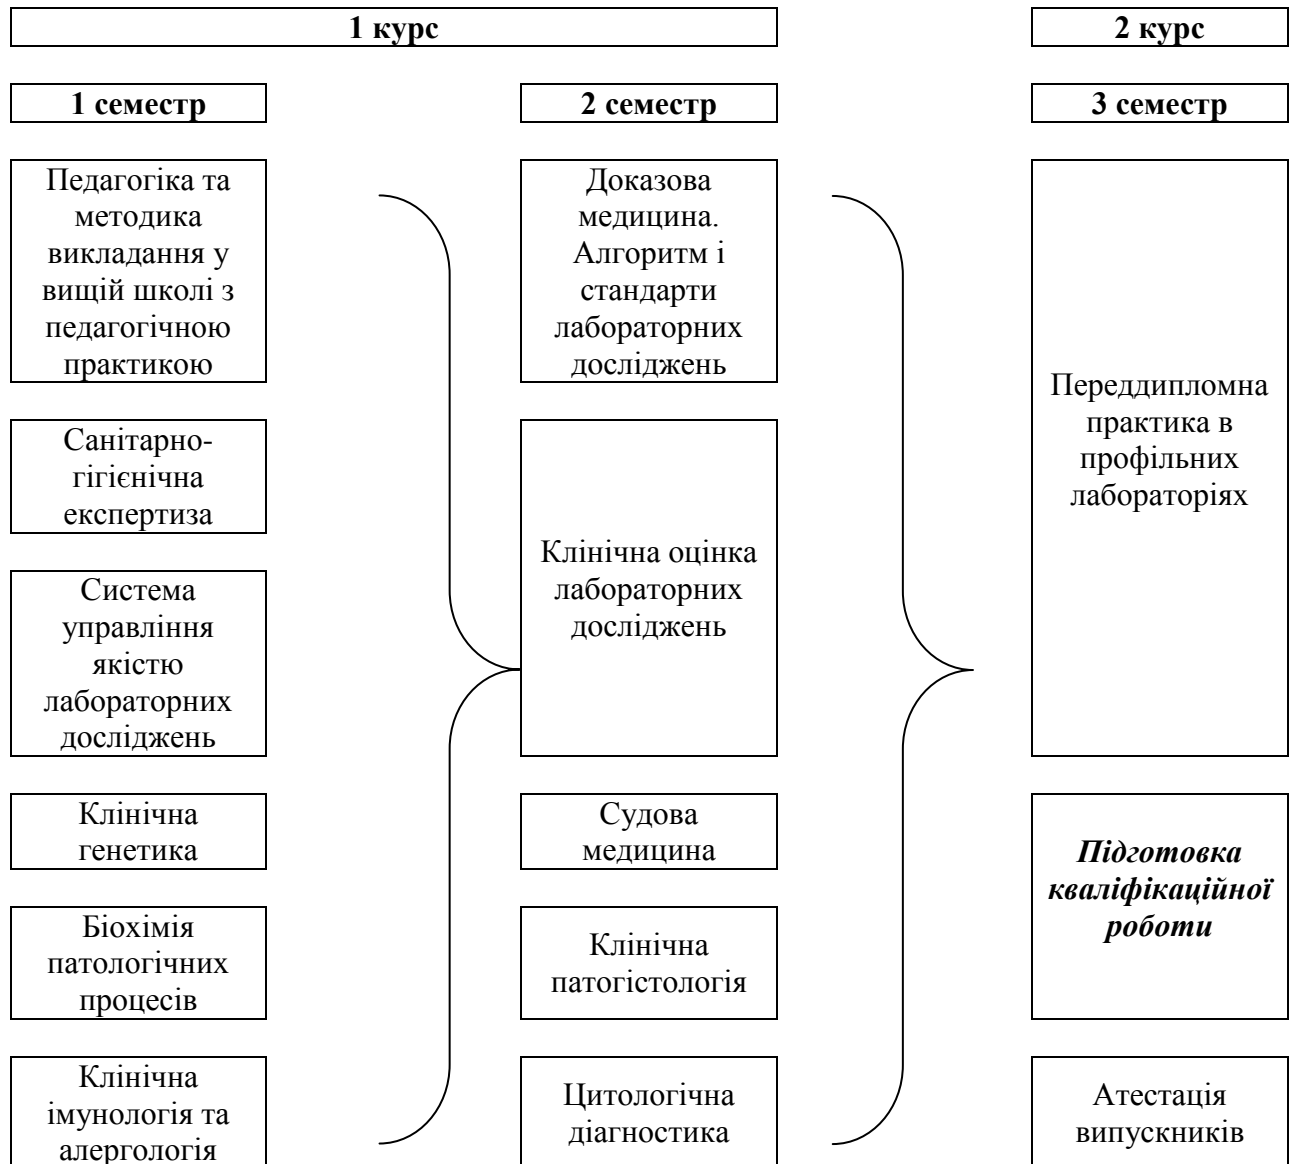 1 курс
2 курс
1 семестр
2 семестр
3 семестр
Педагогіка та
методика
викладання у
вищій школі з
педагогічною
практикою
Санітарно-
гігієнічна
експертиза
Система
управління
якістю
лабораторних
досліджень
Клінічна
генетика
Біохімія
патологічних
процесів
Клінічна
імунологія та
алергологія
Доказова
медицина.
Алгоритм і
стандарти
лабораторних
досліджень
Клінічна оцінка
лабораторних
досліджень
Судова
медицина
Клінічна
патогістологія
Цитологічна
діагностика
Переддипломна
практика в
профільних
лабораторіях
Підготовка
кваліфікаційної
роботи
Атестація
випускників